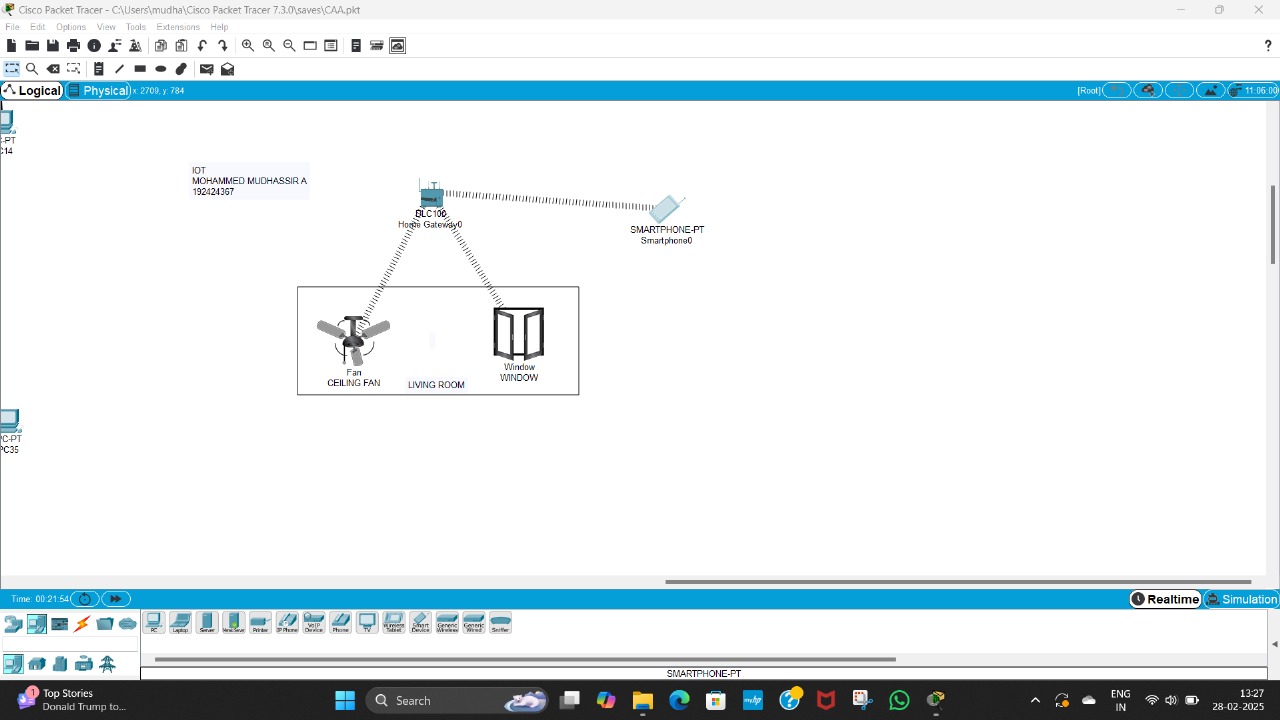 Cisco Packet Tracer - C:\Users\mudha\Cisco Packet Tracer 7.3.0\saves\CAA.pkt
File Edit Options View Tools Extensions Help
?
Logical Physical x: 2709, y: 784 [Root] 11:06:00
-PT
C14
IOT
MOHAMMED MUDHASSIR A
192424367
DLC100
Home Gateway0
SMARTPHONE-PT
Smartphone0
Fan
CEILING FAN
LIVING ROOM
Window
WINDOW
PC-PT
PC35
Time: 00:21:54 Realtime Simulation
PC Laptop Server Printer IP Phone VoIP Device Phone TV Wireless Tablet Smart Device Generic Wireless Generic Wired Sniffer
SMARTPHONE-PT
1 Top Stories
Donald Trump to...
Search
myhp
ENG
IN
13:27
28-02-2025